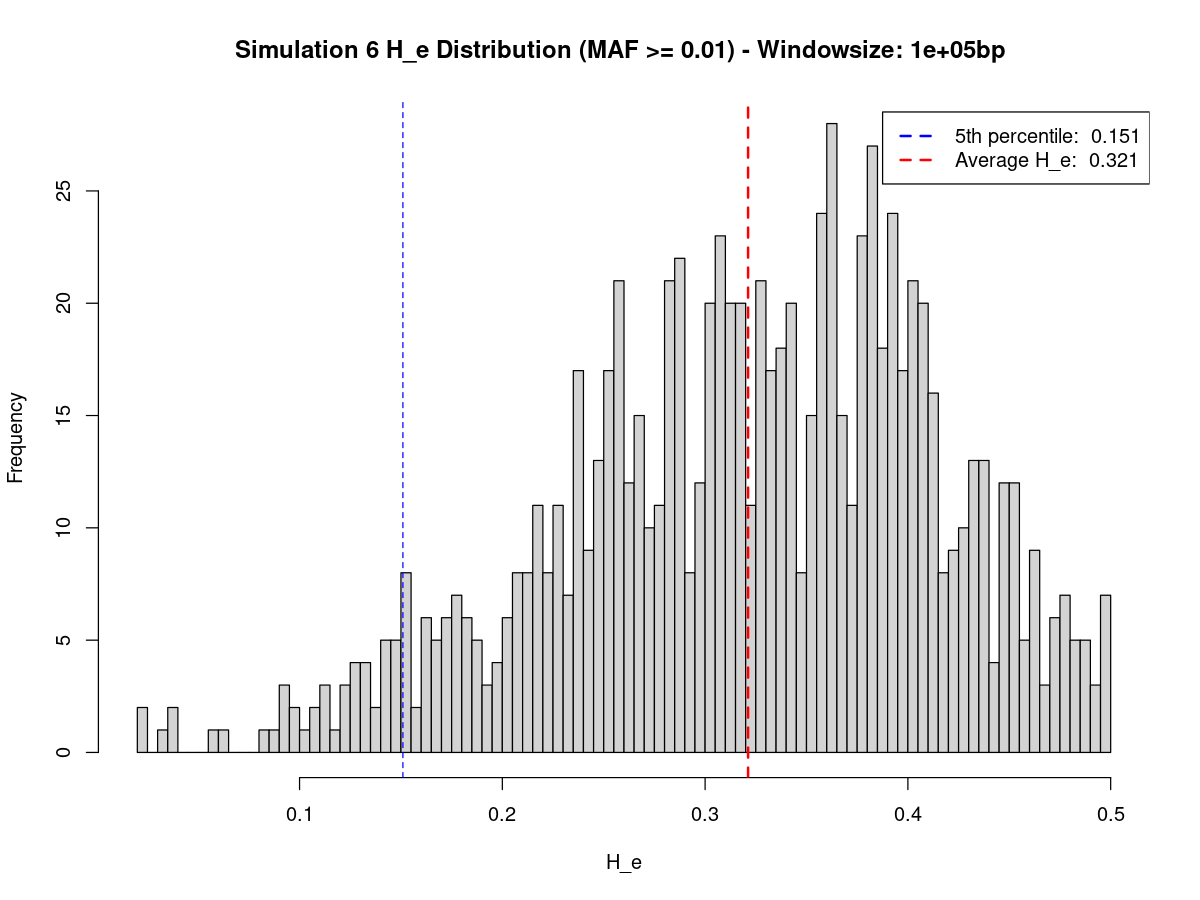 Simulation 6 H_e Distribution (MAF >= 0.01) - Windowsize: 1e+05bp
5th percentile:  0.151
Average H_e:  0.321
Frequency
25
20
15
10
5
0
0.1 0.2 0.3 0.4 0.5
H_e